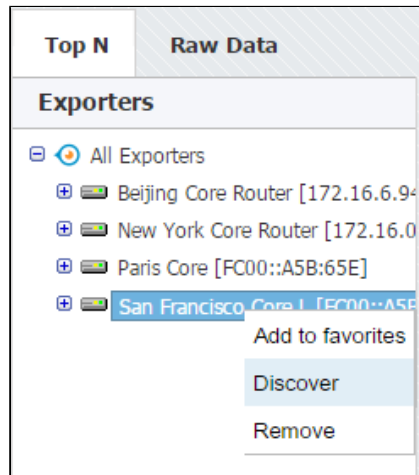 Top N Raw Data
Exporters
All Exporters
Beijing Core Router [172.16.6.94
New York Core Router [172.16.0
Paris Core [FC00::A5B:65E]
San Francisco Core L [FC00::A5B
Add to favorites
Discover
Remove